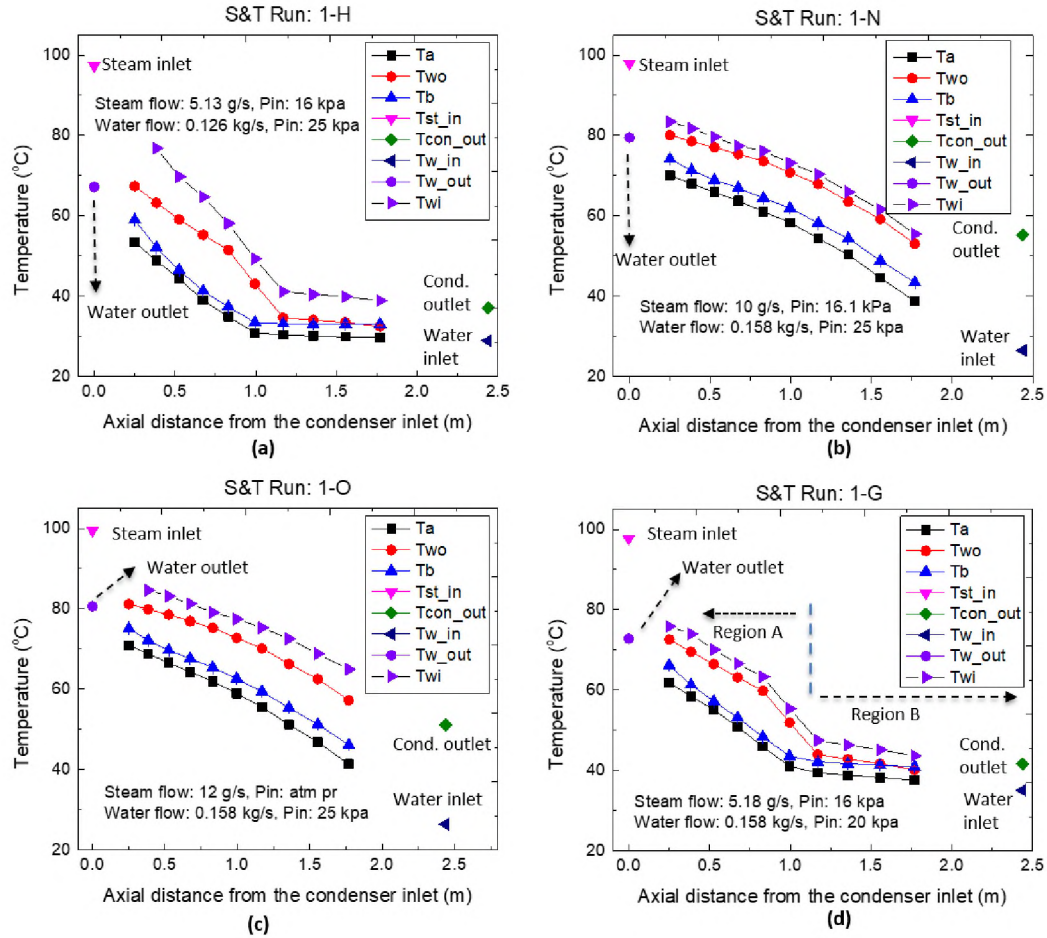 S&T Run: 1-H
Temperature (°C)
100
80
60
40
20
0.0 0.5 1.0 1.5 2.0 2.5
Steam inlet
Steam flow: 5.13 g/s, Pin: 16 kpa
Water flow: 0.126 kg/s, Pin: 25 kpa
Water outlet
Cond.
outlet
Water
inlet
Ta
Two
Tb
Tst_in
Tcon_out
Tw_in
Tw_out
Twi
Axial distance from the condenser inlet (m)
(a)
S&T Run: 1-N
Temperature (°C)
100
80
60
40
20
0.0 0.5 1.0 1.5 2.0 2.5
Steam inlet
Water outlet
Steam flow: 10 g/s, Pin: 16.1 kPa
Water flow: 0.158 kg/s, Pin: 25 kPa
Cond.
outlet
Water
inlet
Ta
Two
Tb
Tst_in
Tcon_out
Tw_in
Tw_out
Twi
Axial distance from the condenser inlet (m)
(b)
S&T Run: 1-O
Temperature (°C)
100
80
60
40
20
0.0 0.5 1.0 1.5 2.0 2.5
Steam inlet
Water outlet
Cond. outlet
Water inlet
Steam flow: 12 g/s, Pin: atm pr
Water flow: 0.158 kg/s, Pin: 25 kPa
Ta
Two
Tb
Tst_in
Tcon_out
Tw_in
Tw_out
Twi
Axial distance from the condenser inlet (m)
(c)
S&T Run: 1-G
Temperature (°C)
100
80
60
40
20
0.0 0.5 1.0 1.5 2.0 2.5
Steam inlet
Water outlet
Region A
Region B
Cond.
outlet
Water
inlet
Steam flow: 5.18 g/s, Pin: 16 kpa
Water flow: 0.158 kg/s, Pin: 20 kpa
Ta
Two
Tb
Tst_in
Tcon_out
Tw_in
Tw_out
Twi
Axial distance from the condenser inlet (m)
(d)